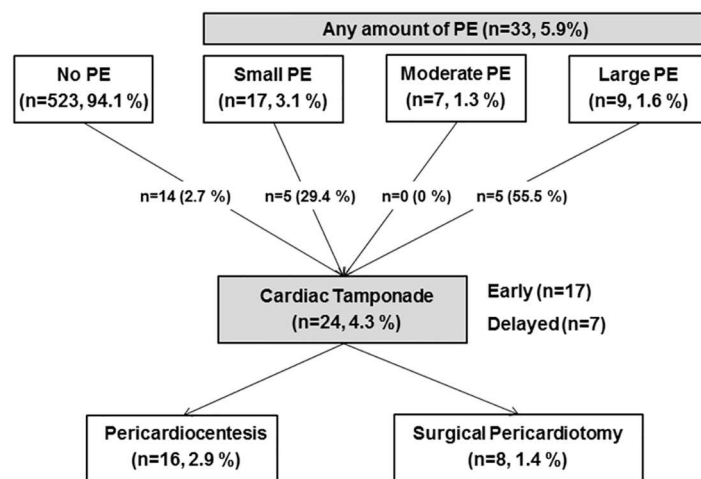 Any amount of PE (n=33, 5.9%)
No PE
(n=523, 94.1 %)
Small PE
(n=17, 3.1 %)
Moderate PE
(n=7, 1.3 %)
Large PE
(n=9, 1.6 %)
n=14 (2.7 %)
n=5 (29.4 %)
n=0 (0 %)
n=5 (55.5 %)
Cardiac Tamponade
(n=24, 4.3 %)
Early (n=17)
Delayed (n=7)
Pericardiocentesis
(n=16, 2.9 %)
Surgical Pericardiotomy
(n=8, 1.4 %)